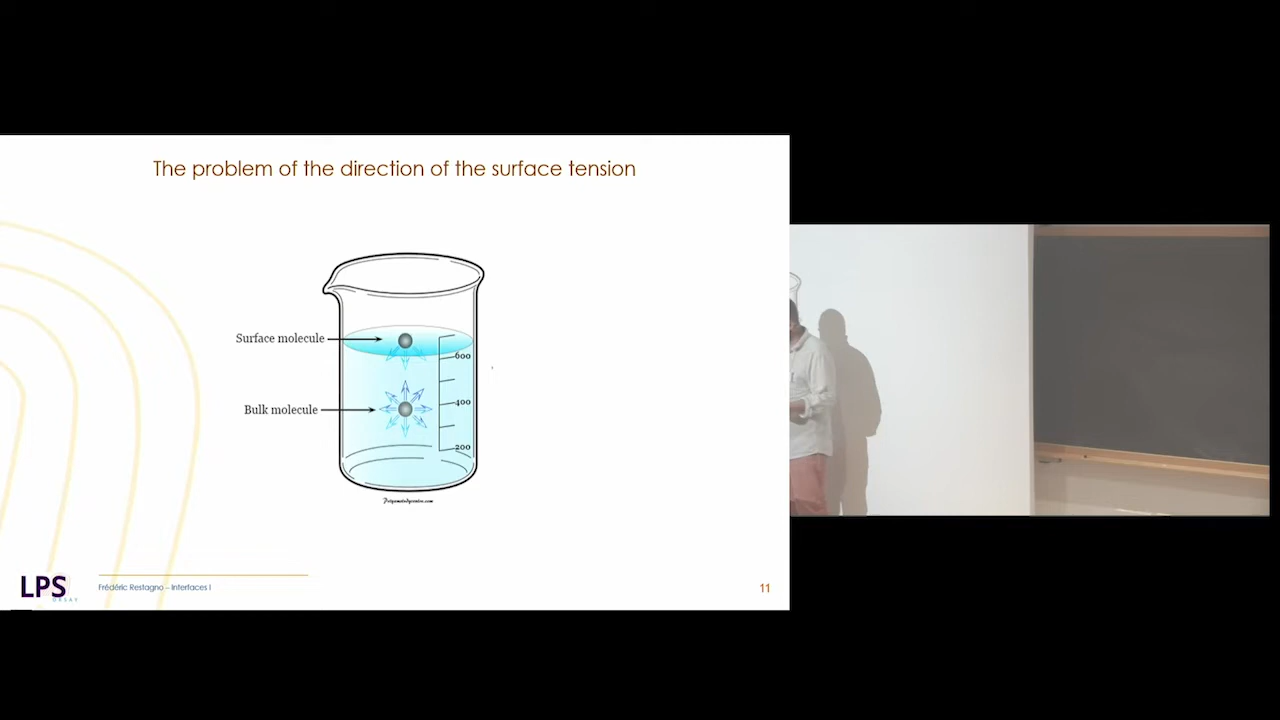 The problem of the direction of the surface tension
Surface molecule
600
Bulk molecule
400
200
LPS
ORSAY
Frédéric Restagno – Interfaces I
11